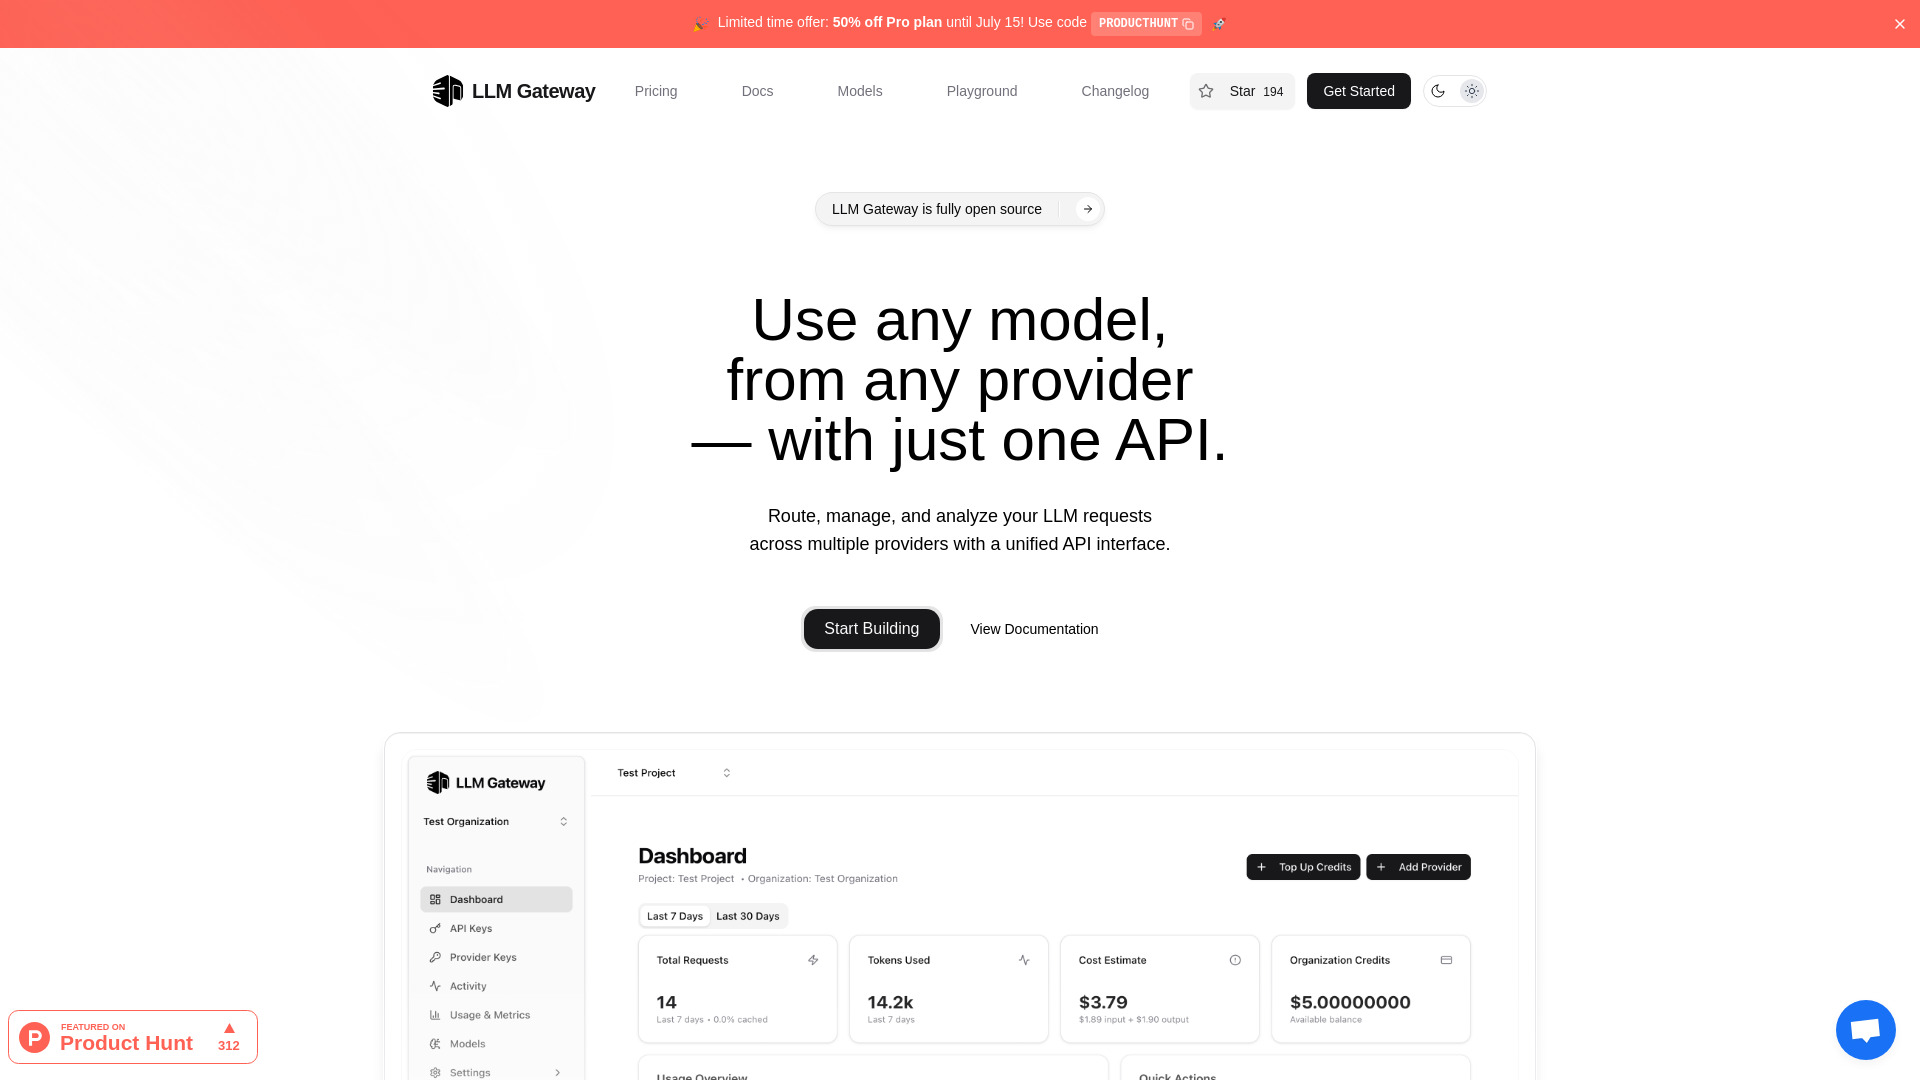 Limited time offer: 50% off Pro plan until July 15! Use code PRODUCTHUNT
LLM Gateway
Pricing
Docs
Models
Playground
Changelog
Star 194
Get Started
LLM Gateway is fully open source
Use any model,
from any provider
— with just one API.
Route, manage, and analyze your LLM requests
across multiple providers with a unified API interface.
Start Building
View Documentation
LLM Gateway
Test Organization
Navigation
Dashboard
API Keys
Provider Keys
Activity
Usage & Metrics
Models
Settings
Test Project
Dashboard
Project: Test Project • Organization: Test Organization
Top Up Credits
Add Provider
Last 7 Days
Last 30 Days
Total Requests
14
Last 7 days • 0.0% cached
Tokens Used
14.2k
Last 7 days
Cost Estimate
$3.79
$1.89 input + $1.90 output
Organization Credits
$5.00000000
Available balance
Usage Overview
Quick Actions
FEATURED ON
Product Hunt
312